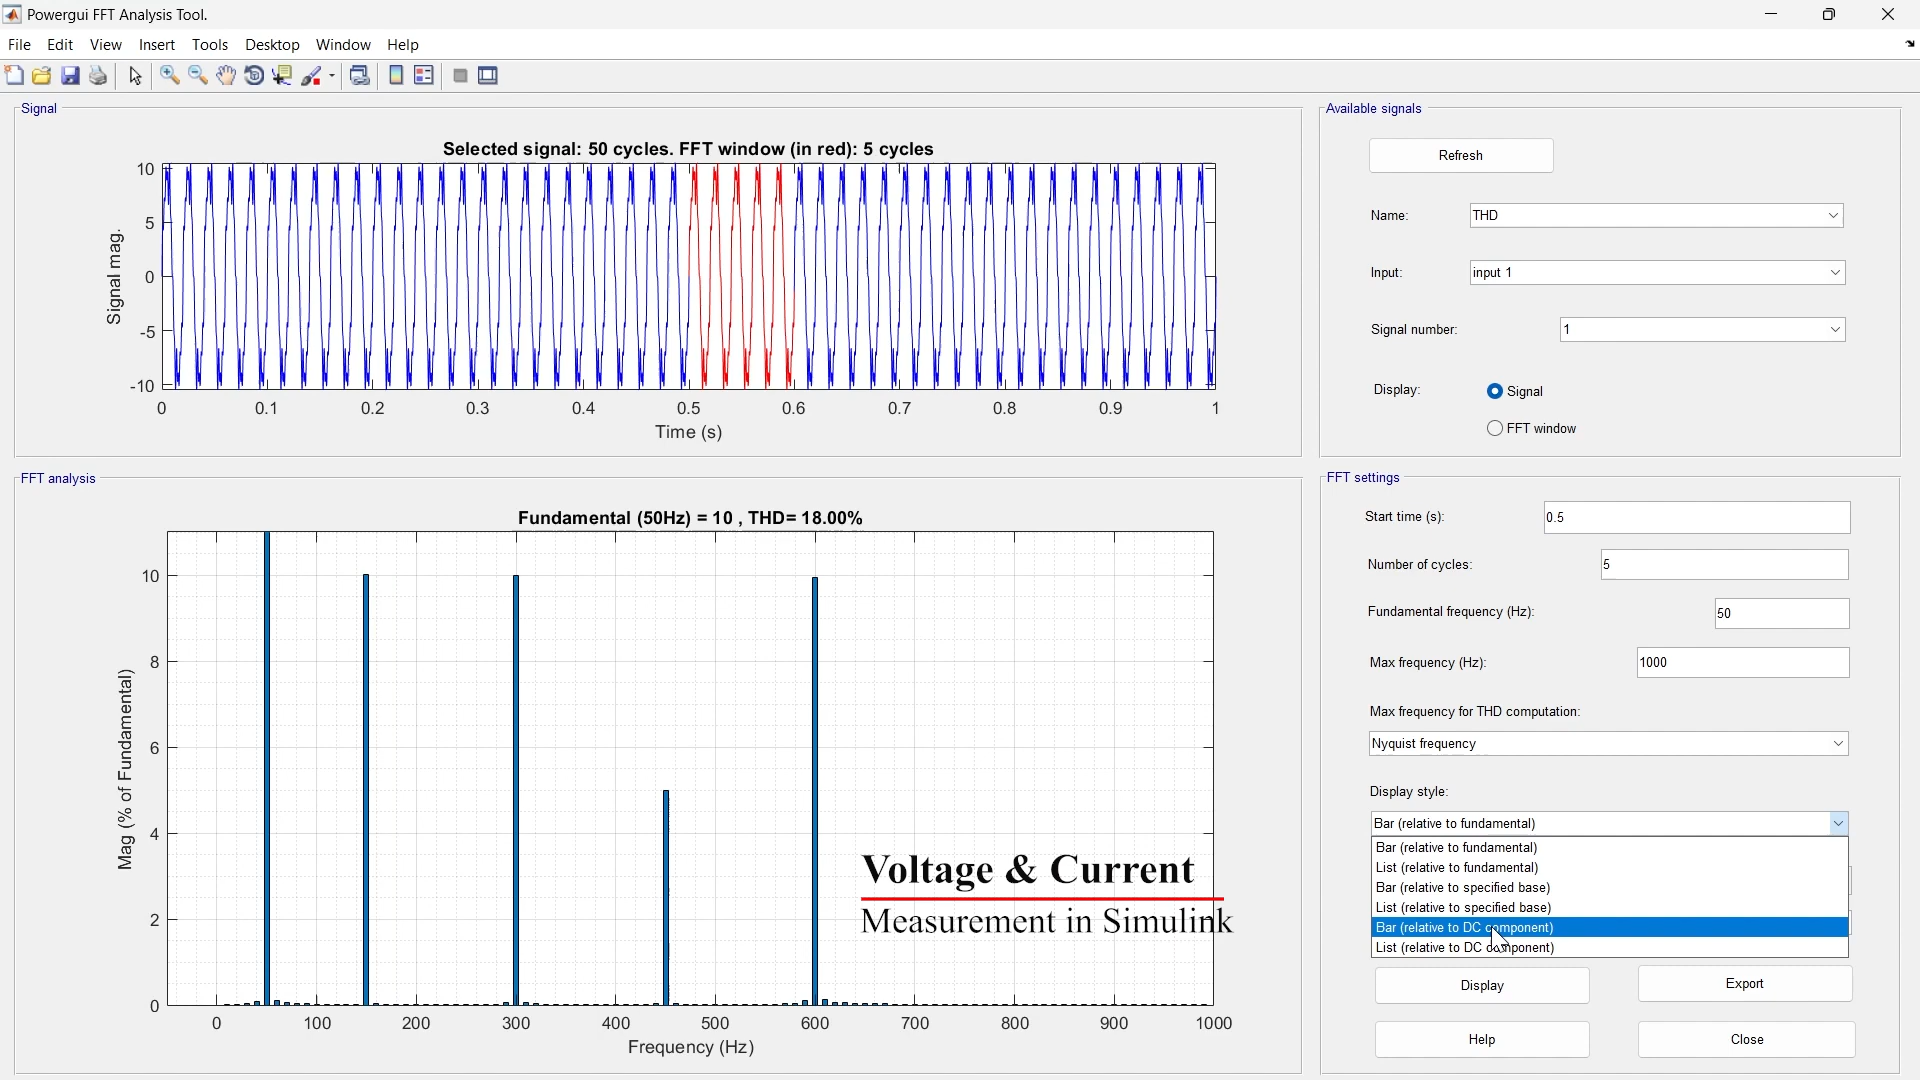 Powergui FFT Analysis Tool.
File Edit View Insert Tools Desktop Window Help
Signal
Selected signal: 50 cycles. FFT window (in red): 5 cycles
10
5
0
-5
-10
Signal mag.
0 0.1 0.2 0.3 0.4 0.5 0.6 0.7 0.8 0.9 1
Time (s)
FFT analysis
Fundamental (50Hz) = 10 , THD= 18.00%
10
8
6
4
2
0
Mag (% of Fundamental)
0 100 200 300 400 500 600 700 800 900 1000
Frequency (Hz)
Voltage & Current
Measurement in Simulink
Available signals
Refresh
Name: THD
Input: input 1
Signal number: 1
Display: Signal
FFT window
FFT settings
Start time (s): 0.5
Number of cycles: 5
Fundamental frequency (Hz): 50
Max frequency (Hz): 1000
Max frequency for THD computation:
Nyquist frequency
Display style:
Bar (relative to fundamental)
Bar (relative to fundamental)
List (relative to fundamental)
Bar (relative to specified base)
List (relative to specified base)
Bar (relative to DC component)
List (relative to DC component)
Display Export
Help Close